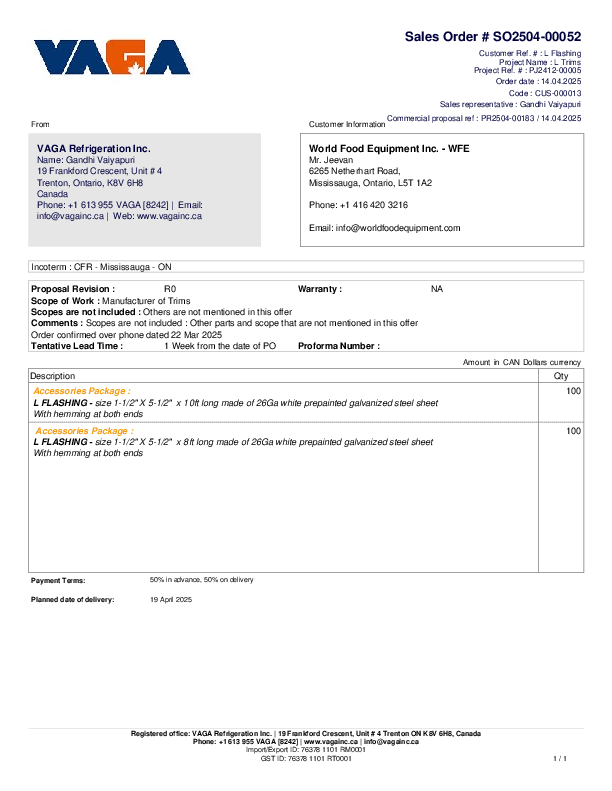 VAGA
Sales Order # SO2504-00052
Customer Ref. # : L Flashing
Project Name : L Trims
Project Ref. # : PJ2412-00005
Order date : 14.04.2025
Code : CUS-000013
Sales representative : Gandhi Vaiyapuri
Commercial proposal ref : PR2504-00183 / 14.04.2025
From
Customer Information
VAGA Refrigeration Inc.
Name: Gandhi Vaiyapuri
19 Frankford Crescent, Unit # 4
Trenton, Ontario, K8V 6H8
Canada
Phone: +1 613 955 VAGA [8242] | Email:
info@vagainc.ca | Web: www.vagainc.ca
World Food Equipment Inc. - WFE
Mr. Jeevan
6265 Netherhart Road,
Mississauga, Ontario, L5T 1A2
Phone: +1 416 420 3216
Email: info@worldfoodequipment.com
Incoterm : CFR - Mississauga - ON
Proposal Revision : R0 Warranty : NA
Scope of Work : Manufacturer of Trims
Scopes are not included : Others are not mentioned in this offer
Comments : Scopes are not included : Other parts and scope that are not mentioned in this offer
Order confirmed over phone dated 22 Mar 2025
Tentative Lead Time : 1 Week from the date of PO Proforma Number :
Amount in CAN Dollars currency
Description Qty
Accessories Package : 100
L FLASHING - size 1-1/2" X 5-1/2" x 10ft long made of 26Ga white prepainted galvanized steel sheet
With hemming at both ends
Accessories Package : 100
L FLASHING - size 1-1/2" X 5-1/2" x 8ft long made of 26Ga white prepainted galvanized steel sheet
With hemming at both ends
Payment Terms: 50% in advance, 50% on delivery
Planned date of delivery: 19 April 2025
Registered office: VAGA Refrigeration Inc. | 19 Frankford Crescent, Unit # 4 Trenton ON K8V 6H8, Canada
Phone: +1 613 955 VAGA [8242] | www.vagainc.ca | info@vagainc.ca
Import/Export ID: 76378 1101 RM0001
GST ID: 76378 1101 RT0001
1 / 1